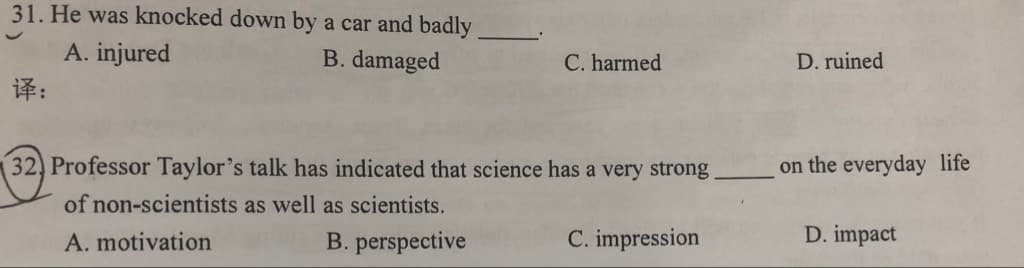 31. He was knocked down by a car and badly _____.
A. injured B. damaged C. harmed D. ruined
译：
32. Professor Taylor's talk has indicated that science has a very strong _____ on the everyday life
of non-scientists as well as scientists.
A. motivation B. perspective C. impression D. impact